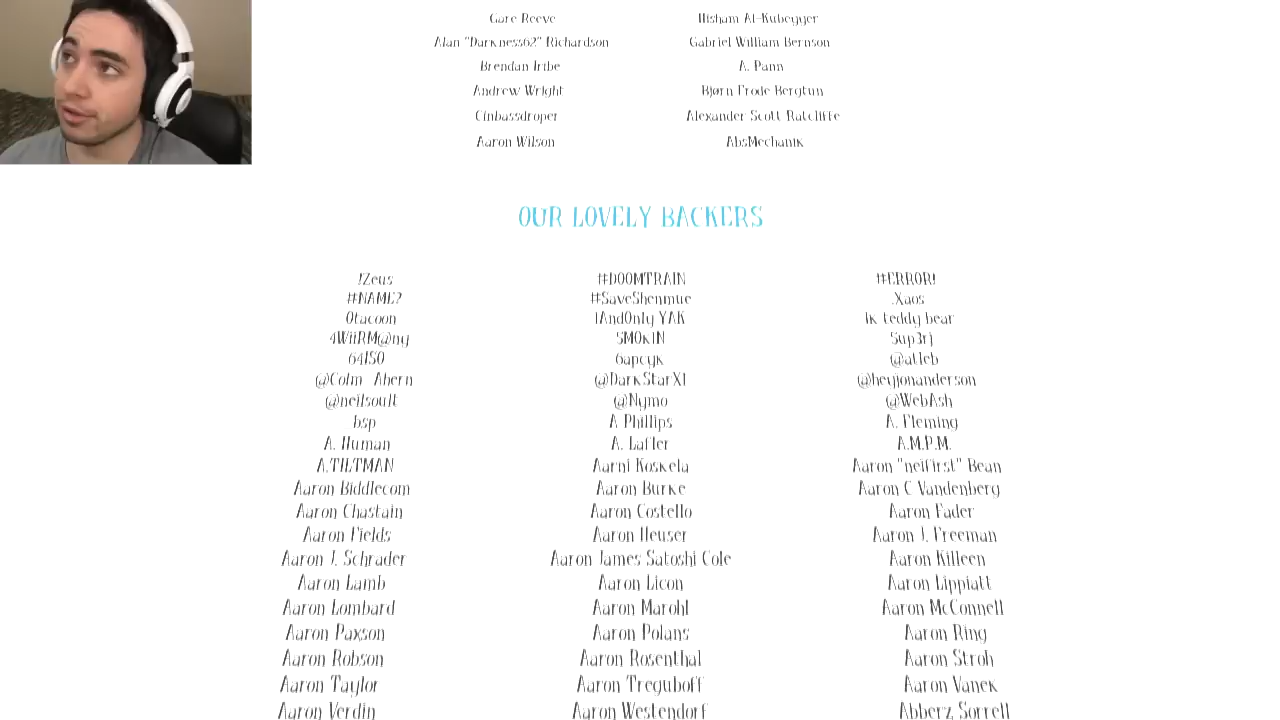 Gare Reeve Hisham Al-Kubegger
Alan "Darkness62" Richardson Gabriel William Bernson
Brendan Iribe A. Pann
Andrew Wright Bjørn Frode Bergtun
Cinbassdroper Alexander Scott Ratcliffe
Aaron Wilson AbsMechanik
OUR LOVELY BACKERS
!Zeus #DOOMTRAIN #ERROR!
#NAME? #SaveShenmue .Xaos
0tacoon 1AndOnly YAK 1k teddy bear
4WiiRM@ng 5MOk1N 5up3rj
641SO 6apcyk @atleb
@Colm_Ahern @DarkStarX1 @heyjonanderson
@neilsoult @Nymo @WebAsh
bsp A Phillips A. Fleming
A. Human A. Lafler A.M.P.M.
A.TILTMAN Aarni Koskela Aaron "neifirst" Bean
Aaron Biddlecom Aaron Burke Aaron C Vandenberg
Aaron Chastain Aaron Costello Aaron Fader
Aaron Fields Aaron Heuser Aaron J. Freeman
Aaron J. Schrader Aaron James Satoshi Cole Aaron Killeen
Aaron Lamb Aaron Licon Aaron Lippiatt
Aaron Lombard Aaron Marohl Aaron McConnell
Aaron Paxson Aaron Polans Aaron Ring
Aaron Robson Aaron Rosenthal Aaron Stroh
Aaron Taylor Aaron Treguboff Aaron Vanek
Aaron Verdin Aaron Westendorf Abberz Sorrell